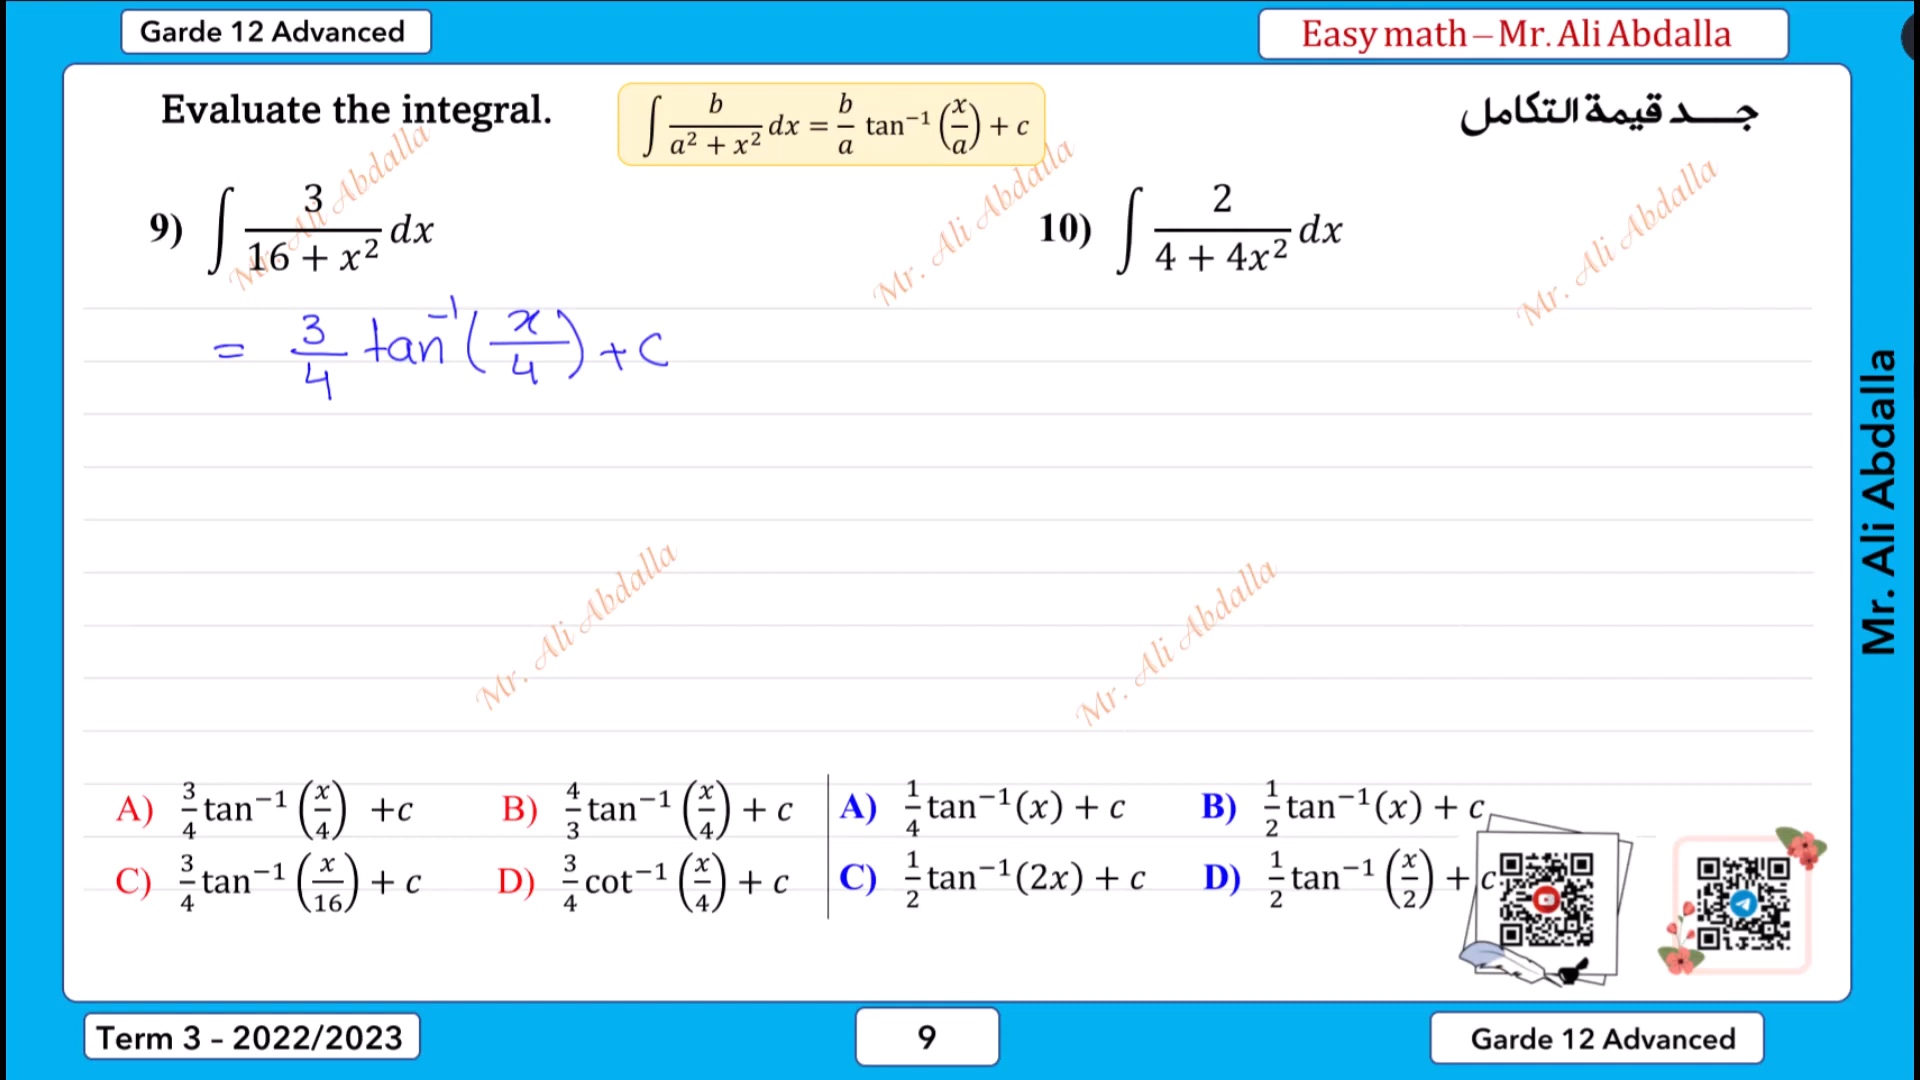 Garde 12 Advanced
Easy math – Mr. Ali Abdalla
Evaluate the integral.
∫ b/(a² + x²) dx = b/a tan⁻¹ (x/a) + c
جـــد قيمة التكامل
9) ∫ 3/(16 + x²) dx
10) ∫ 2/(4 + 4x²) dx
= 3/4 tan⁻¹ (x/4) + c
A) 3/4 tan⁻¹ (x/4) +c
B) 4/3 tan⁻¹ (x/4) + c
C) 3/4 tan⁻¹ (x/16) + c
D) 3/4 cot⁻¹ (x/4) + c
A) 1/4 tan⁻¹(x) + c
B) 1/2 tan⁻¹(x) + c
C) 1/2 tan⁻¹(2x) + c
D) 1/2 tan⁻¹ (x/2) + c
Mr. Ali Abdalla
Mr. Ali Abdalla
Mr. Ali Abdalla
Mr. Ali Abdalla
Mr. Ali Abdalla
Mr. Ali Abdalla
Term 3 - 2022/2023
9
Garde 12 Advanced